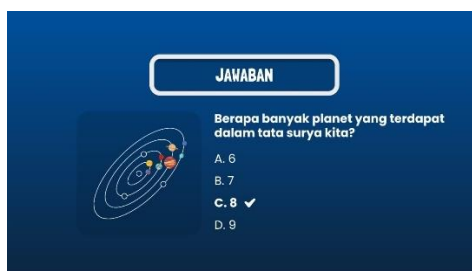 JAWABAN
Berapa banyak planet yang terdapat
dalam tata surya kita?
A. 6
B. 7
C. 8 ✔
D. 9